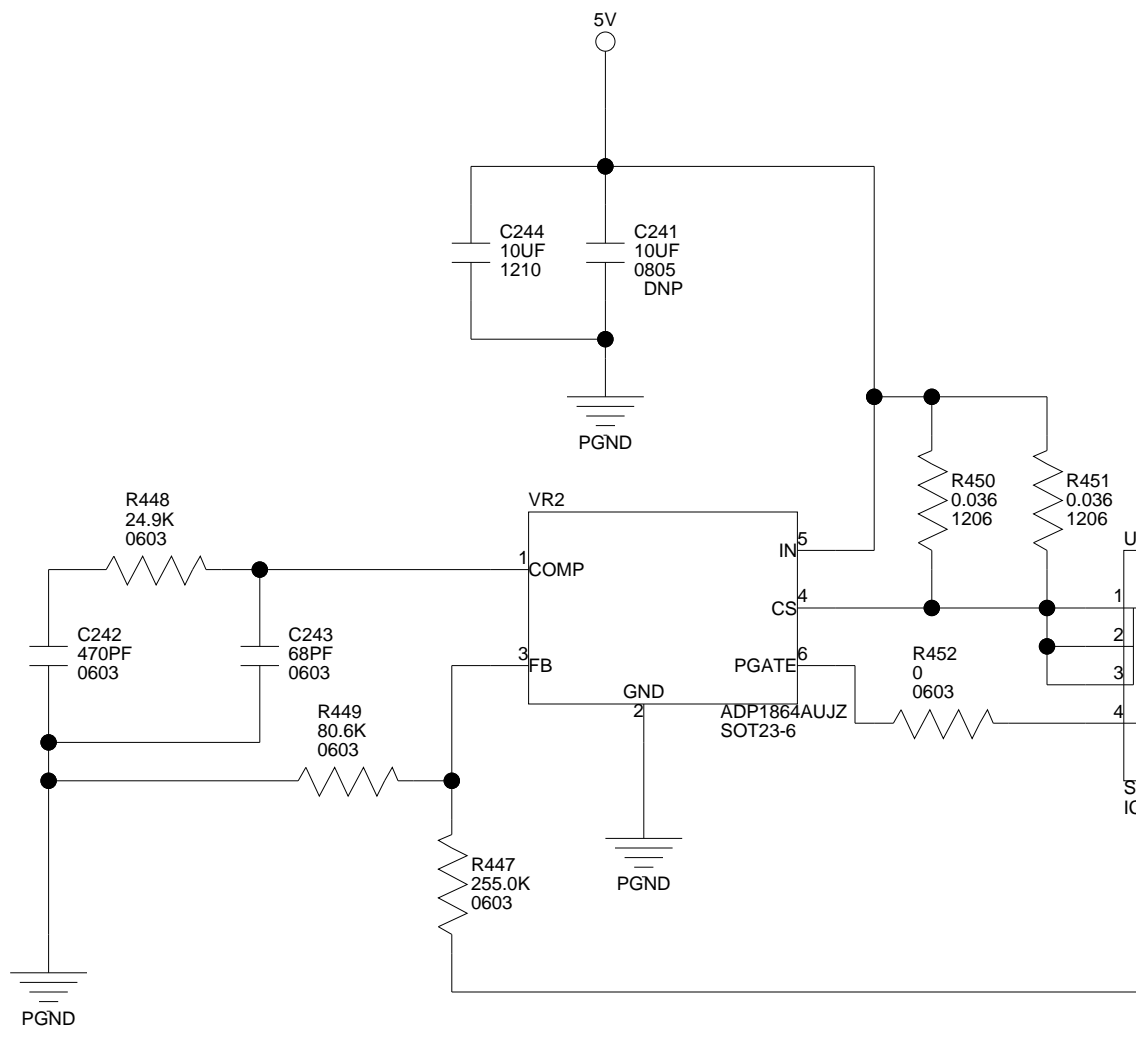 5V
C244
10UF
1210
C241
10UF
0805
DNP
PGND
R450
0.036
1206
R451
0.036
1206
R448
24.9K
0603
VR2
1
COMP
5
IN
4
CS
3
FB
6
PGATE
GND
2
ADP1864AUJZ
SOT23-6
C242
470PF
0603
C243
68PF
0603
R449
80.6K
0603
R452
0
0603
U
1
2
3
4
S
R447
255.0K
0603
PGND
PGND